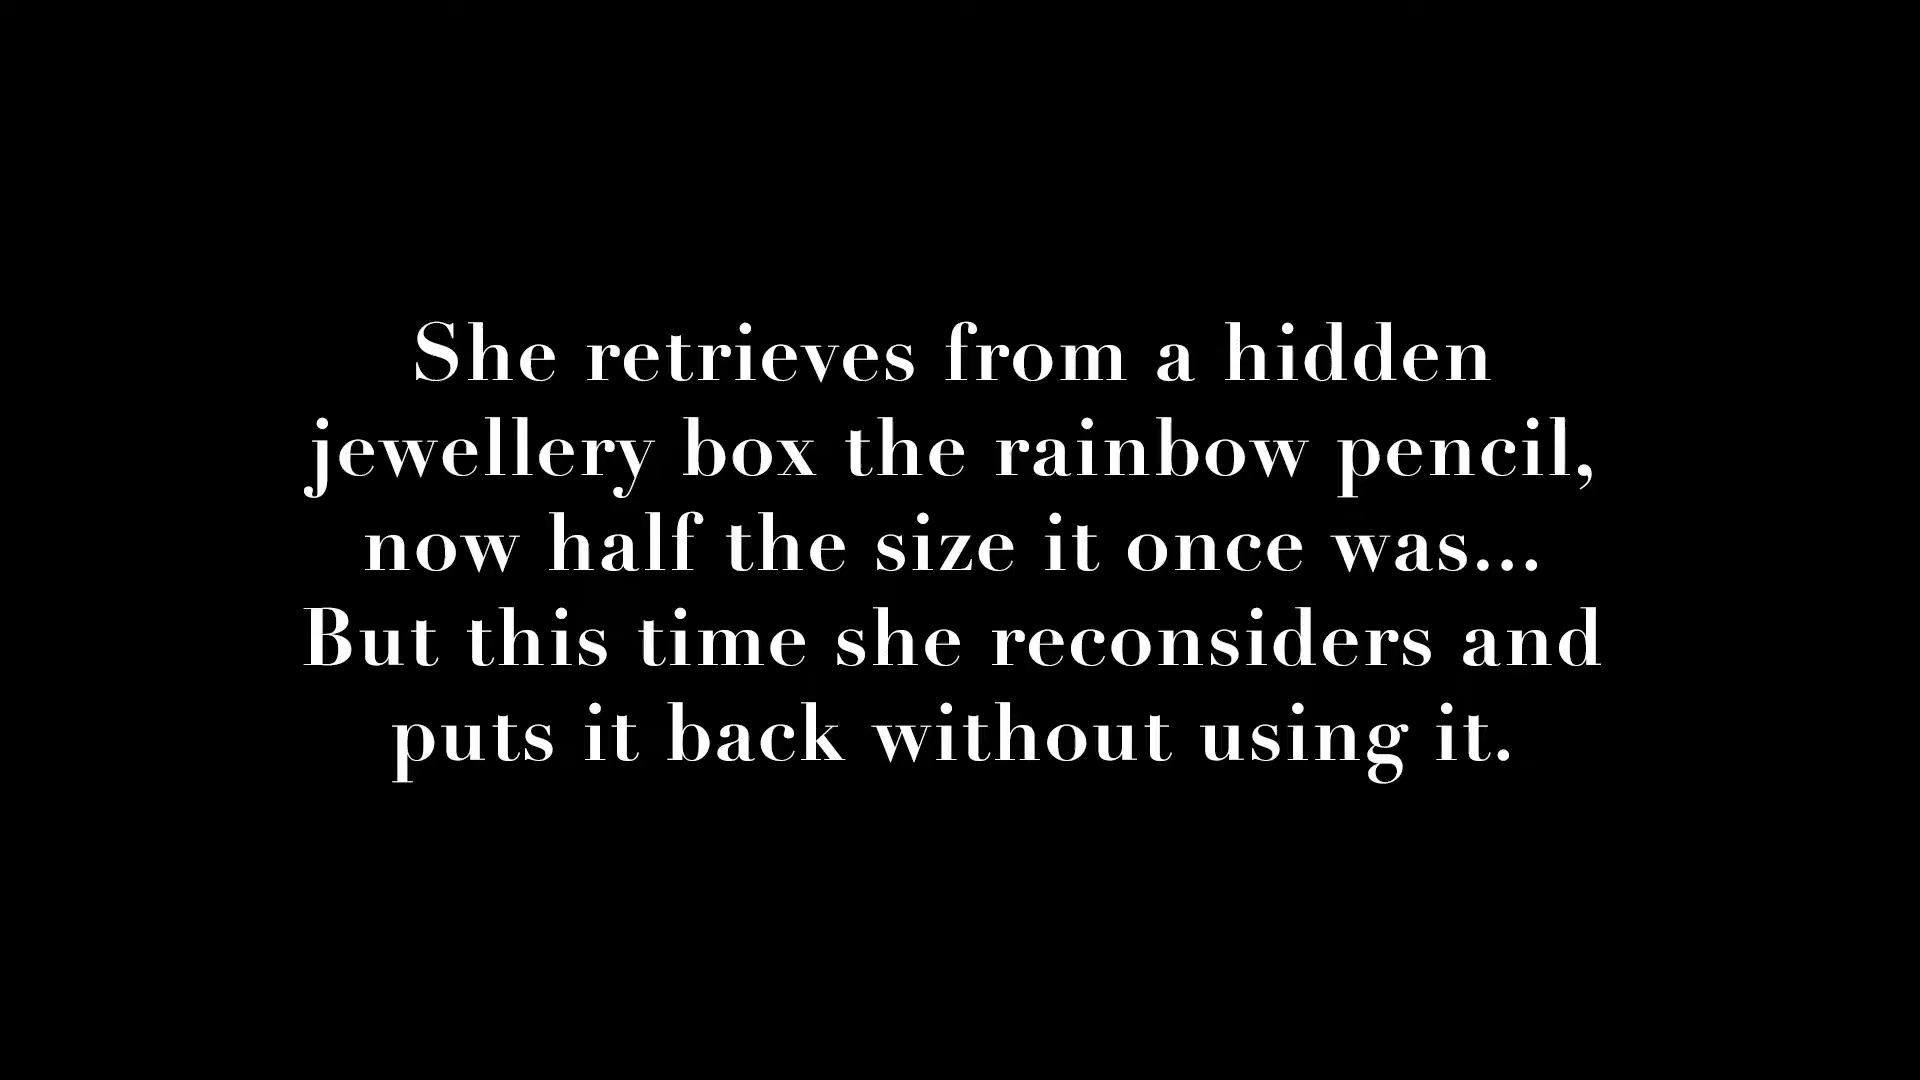 She retrieves from a hidden
jewellery box the rainbow pencil,
now half the size it once was...
But this time she reconsiders and
puts it back without using it.